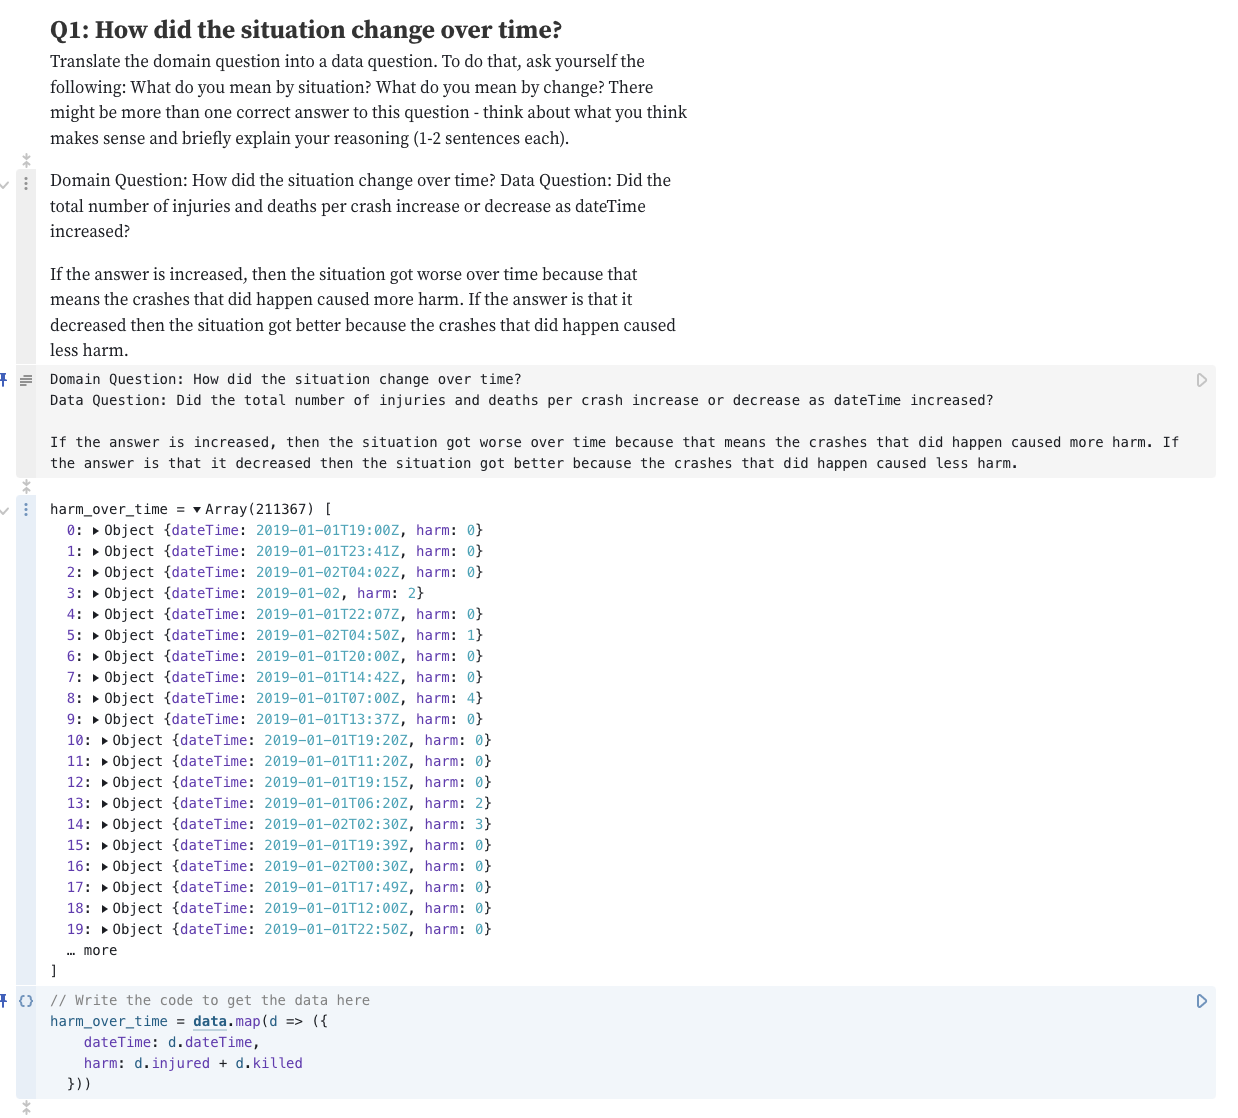 Q1: How did the situation change over time?
Translate the domain question into a data question. To do that, ask yourself the
following: What do you mean by situation? What do you mean by change? There
might be more than one correct answer to this question - think about what you think
makes sense and briefly explain your reasoning (1-2 sentences each).
Domain Question: How did the situation change over time? Data Question: Did the
total number of injuries and deaths per crash increase or decrease as dateTime
increased?
If the answer is increased, then the situation got worse over time because that
means the crashes that did happen caused more harm. If the answer is that it
decreased then the situation got better because the crashes that did happen caused
less harm.
Domain Question: How did the situation change over time?
Data Question: Did the total number of injuries and deaths per crash increase or decrease as dateTime increased?
If the answer is increased, then the situation got worse over time because that means the crashes that did happen caused more harm. If
the answer is that it decreased then the situation got better because the crashes that did happen caused less harm.
harm_over_time = ▼Array(211367) [
0: ▶Object {dateTime: 2019-01-01T19:00Z, harm: 0}
1: ▶Object {dateTime: 2019-01-01T23:41Z, harm: 0}
2: ▶Object {dateTime: 2019-01-02T04:02Z, harm: 0}
3: ▶Object {dateTime: 2019-01-02, harm: 2}
4: ▶Object {dateTime: 2019-01-01T22:07Z, harm: 0}
5: ▶Object {dateTime: 2019-01-02T04:50Z, harm: 1}
6: ▶Object {dateTime: 2019-01-01T20:00Z, harm: 0}
7: ▶Object {dateTime: 2019-01-01T14:42Z, harm: 0}
8: ▶Object {dateTime: 2019-01-01T07:00Z, harm: 4}
9: ▶Object {dateTime: 2019-01-01T13:37Z, harm: 0}
10: ▶Object {dateTime: 2019-01-01T19:20Z, harm: 0}
11: ▶Object {dateTime: 2019-01-01T11:20Z, harm: 0}
12: ▶Object {dateTime: 2019-01-01T19:15Z, harm: 0}
13: ▶Object {dateTime: 2019-01-01T06:20Z, harm: 2}
14: ▶Object {dateTime: 2019-01-02T02:30Z, harm: 3}
15: ▶Object {dateTime: 2019-01-01T19:39Z, harm: 0}
16: ▶Object {dateTime: 2019-01-02T00:30Z, harm: 0}
17: ▶Object {dateTime: 2019-01-01T17:49Z, harm: 0}
18: ▶Object {dateTime: 2019-01-01T12:00Z, harm: 0}
19: ▶Object {dateTime: 2019-01-01T22:50Z, harm: 0}
… more
]
// Write the code to get the data here
harm_over_time = data.map(d => ({
dateTime: d.dateTime,
harm: d.injured + d.killed
}))